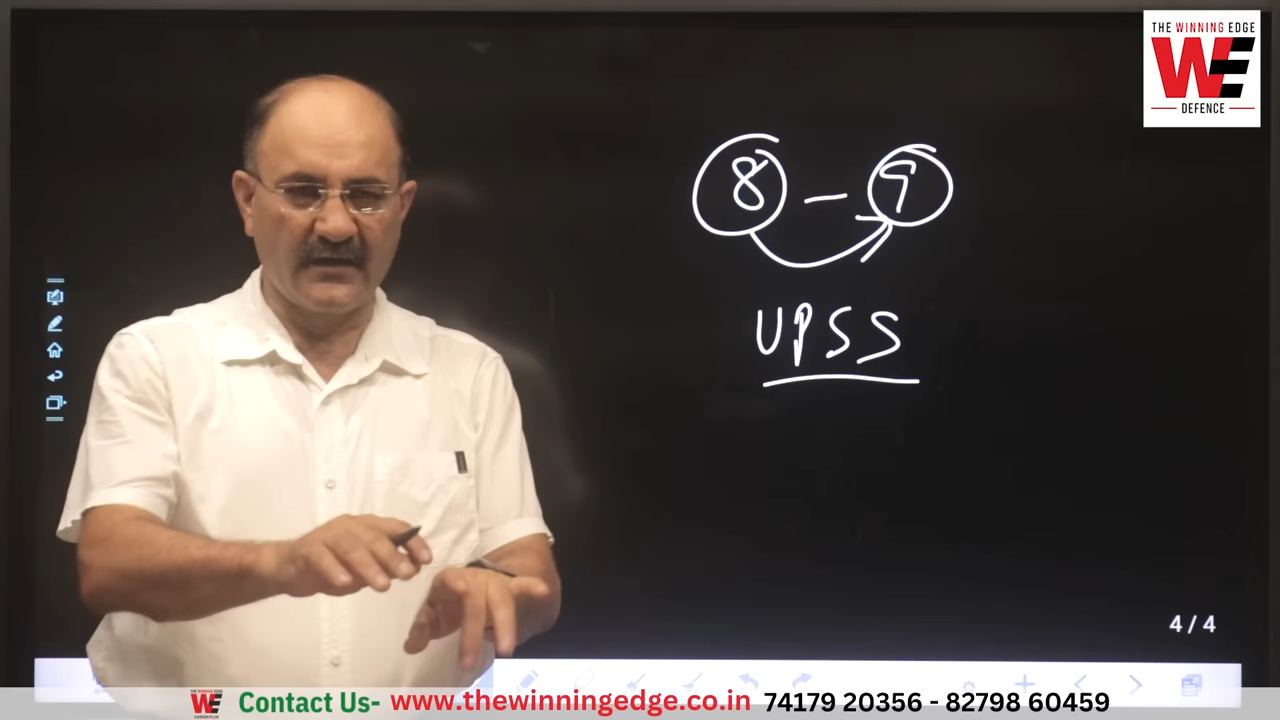 THE WINNING EDGE
WE
DEFENCE
8 - 9
UPSS
4 / 4
WE
Contact Us- www.thewinningedge.co.in 74179 20356 - 82798 60459